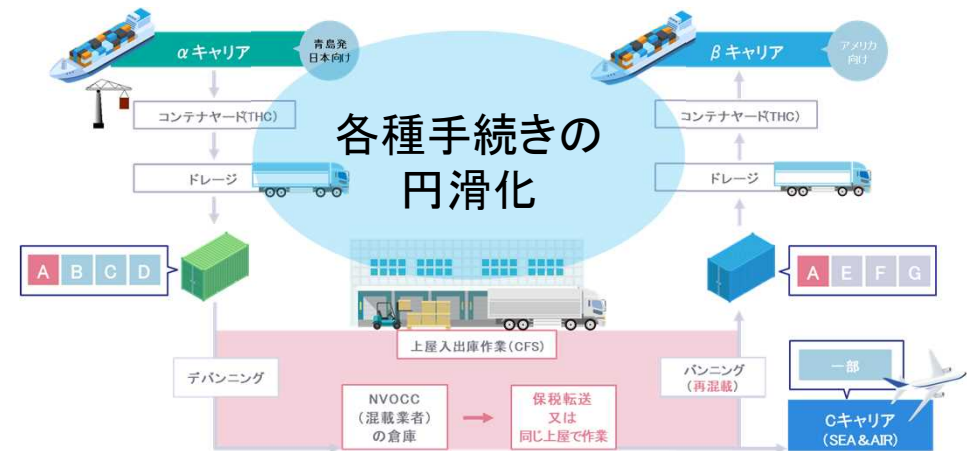 αキャリア
青島発
日本向け
βキャリア
アメリカ
向け
各種手続きの
円滑化
コンテナヤード(THC)
コンテナヤード(THC)
ドレージ
ドレージ
A B C D
A E F G
上屋入出庫作業(CFS)
デバンニング
バンニング
(再混載)
NVOCC
(混載業者)
の倉庫
保税転送
又は
同じ上屋で作業
一部
Cキャリア
(SEA&AIR)